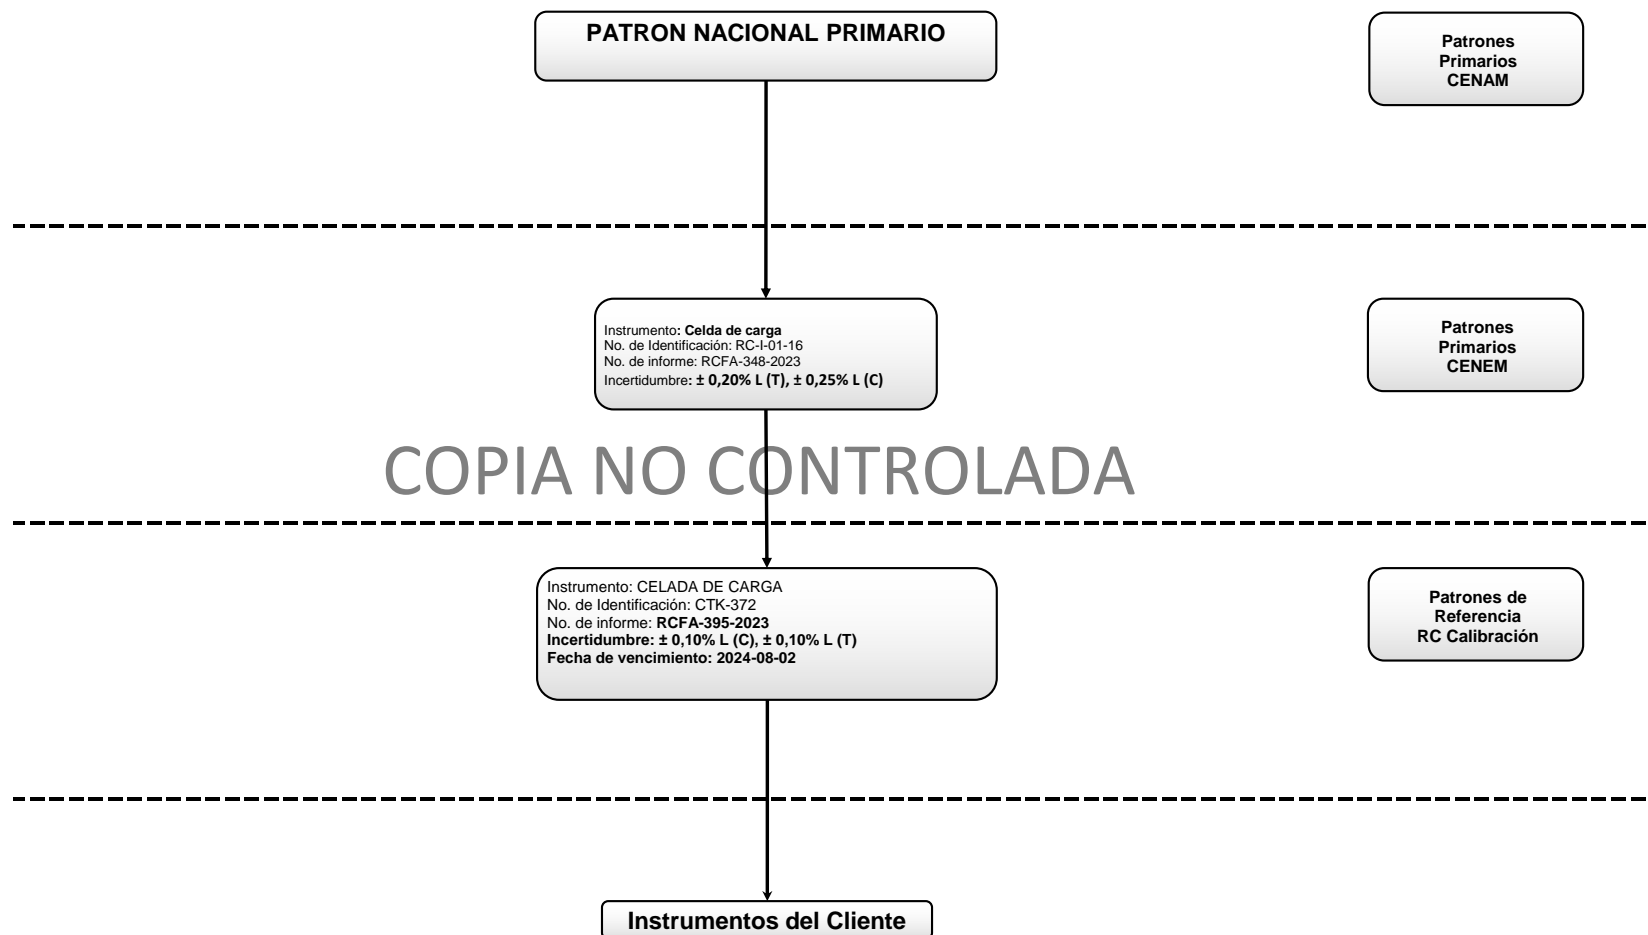 PATRON NACIONAL PRIMARIO
Patrones
Primarios
CENAM
Instrumento: Celda de carga
No. de Identificación: RC-I-01-16
No. de informe: RCFA-348-2023
Incertidumbre: ± 0,20% L (T), ± 0,25% L (C)
Patrones
Primarios
CENEM
COPIA NO CONTROLADA
Instrumento: CELADA DE CARGA
No. de Identificación: CTK-372
No. de informe: RCFA-395-2023
Incertidumbre: ± 0,10% L (C), ± 0,10% L (T)
Fecha de vencimiento: 2024-08-02
Patrones de
Referencia
RC Calibración
Instrumentos del Cliente